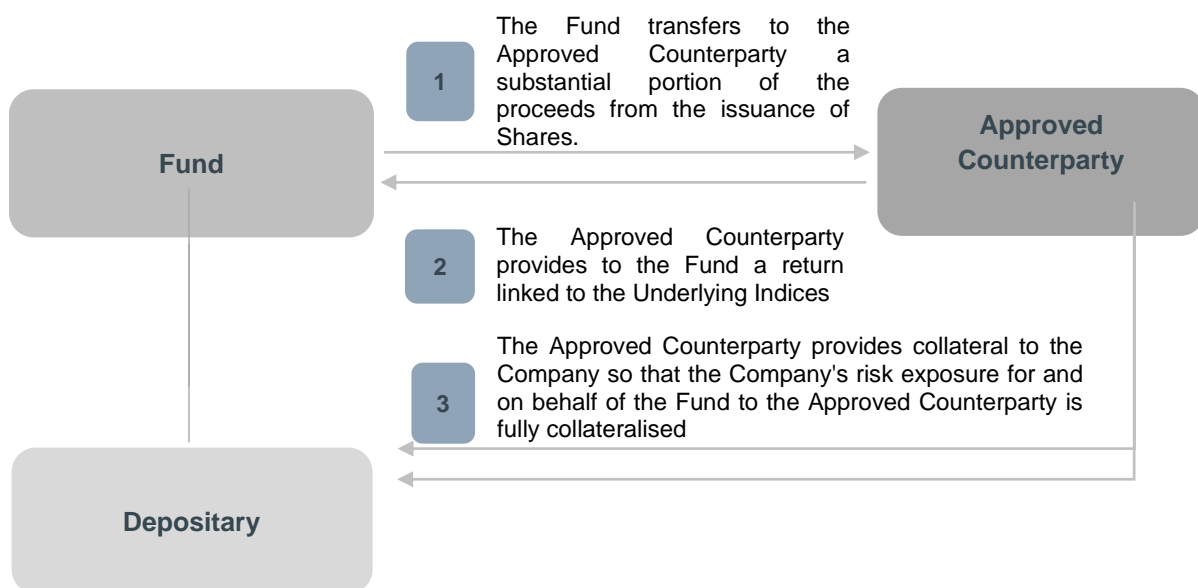 The Fund transfers to the
Approved Counterparty a
substantial portion of the
proceeds from the issuance of
Shares.
1
Fund
Approved
Counterparty
2
The Approved Counterparty
provides to the Fund a return
linked to the Underlying Indices
3
The Approved Counterparty provides collateral to the
Company so that the Company's risk exposure for and
on behalf of the Fund to the Approved Counterparty is
fully collateralised
Depositary